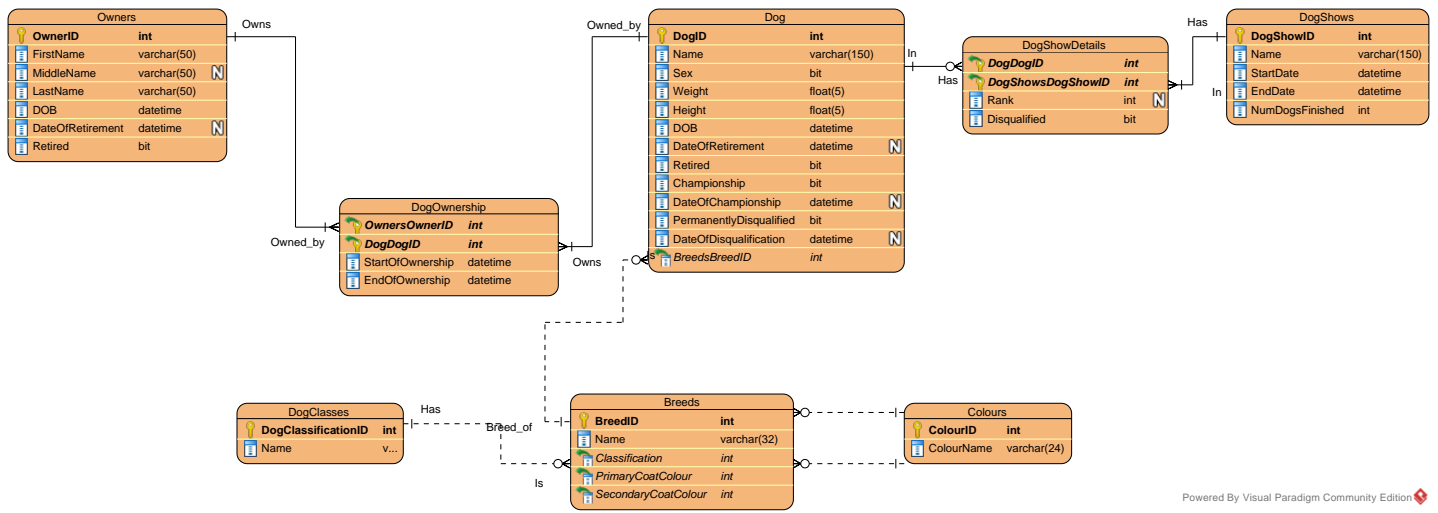 Owners
OwnerID int
FirstName varchar(50)
MiddleName varchar(50) N
LastName varchar(50)
DOB datetime
DateOfRetirement datetime N
Retired bit
Owns
Owned_by
DogOwnership
OwnersOwnerID int
DogDogID int
StartOfOwnership datetime
EndOfOwnership datetime
Owned_by
Owns
Dog
DogID int
Name varchar(150)
Sex bit
Weight float(5)
Height float(5)
DOB datetime
DateOfRetirement datetime N
Retired bit
Championship bit
DateOfChampionship datetime N
PermanentlyDisqualified bit
DateOfDisqualification datetime N
BreedsBreedID int
In
Has
DogShowDetails
DogDogID int
DogShowsDogShowID int
Rank int N
Disqualified bit
Has
In
DogShows
DogShowID int
Name varchar(150)
StartDate datetime
EndDate datetime
NumDogsFinished int
DogClasses
DogClassificationID int
Name v...
Has
Breed_of
Is
Breeds
BreedID int
Name varchar(32)
Classification int
PrimaryCoatColour int
SecondaryCoatColour int
Colours
ColourID int
ColourName varchar(24)
Powered By Visual Paradigm Community Edition